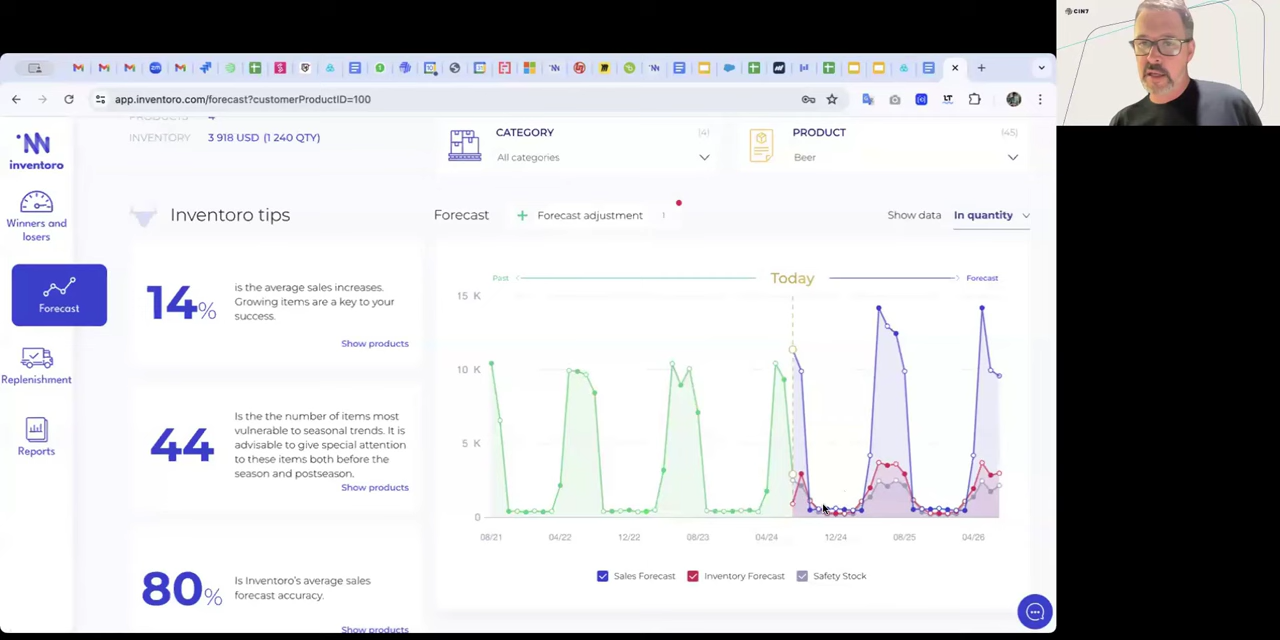 CIN7
app.inventoro.com/forecast?customerProductID=100
inventoro
Winners and
losers
Forecast
Replenishment
Reports
PRODUCTS 4
INVENTORY 3 918 USD (1 240 QTY)
CATEGORY (4)
All categories
PRODUCT (45)
Beer
Inventoro tips
14%
is the average sales increases.
Growing items are a key to your
success.
Show products
44
Is the the number of items most
vulnerable to seasonal trends. It is
advisable to give special attention
to these items both before the
season and postseason.
Show products
80%
Is Inventoro's average sales
forecast accuracy.
Show products
Forecast
+ Forecast adjustment 1
Show data In quantity
Past
Today
Forecast
15 K
10 K
5 K
0
08/21 04/22 12/22 08/23 04/24 12/24 08/25 04/26
Sales Forecast Inventory Forecast Safety Stock